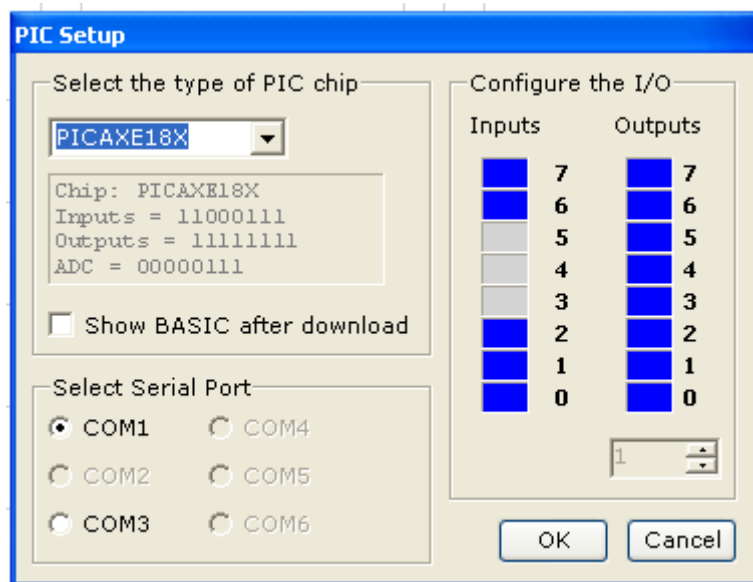 PIC Setup
Select the type of PIC chip
PICAXE18X
Chip: PICAXE18X
Inputs = 11000111
Outputs = 11111111
ADC = 00000111
Show BASIC after download
Select Serial Port
COM1 COM4
COM2 COM5
COM3 COM6
Configure the I/O
Inputs Outputs
7 7
6 6
5 5
4 4
3 3
2 2
1 1
0 0
1
OK Cancel